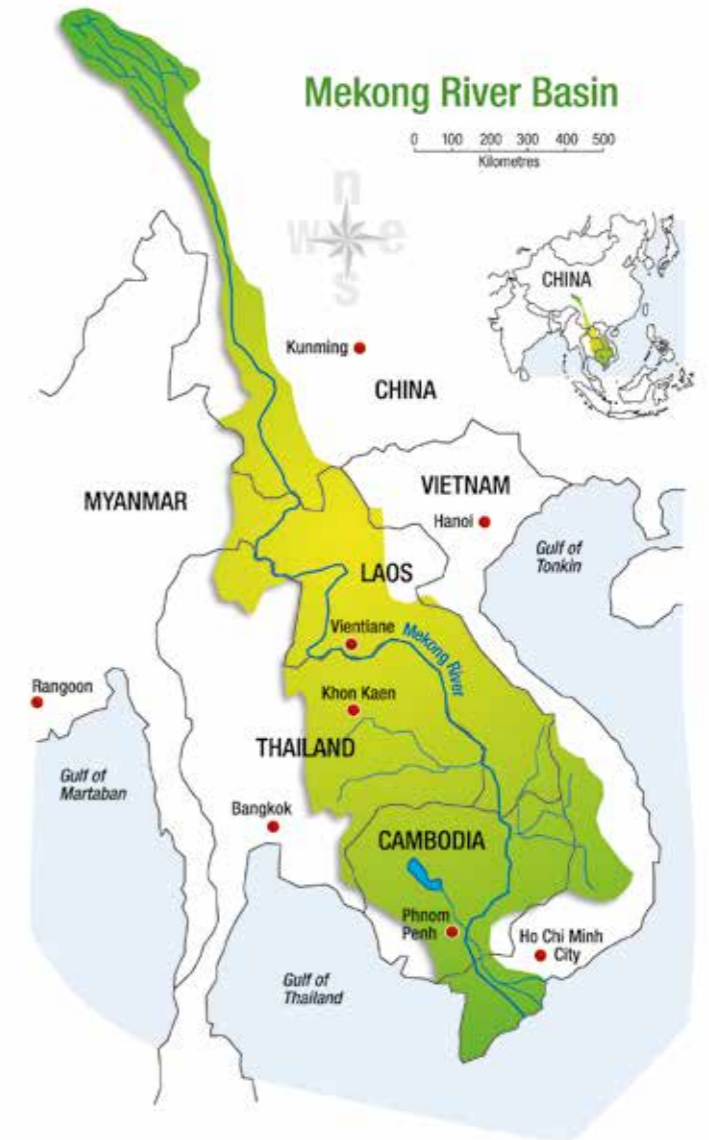 Mekong River Basin
0 100 200 300 400 500
Kilometres
n
w e
s
CHINA
Kunming
CHINA
MYANMAR
VIETNAM
Hanoi
Gulf of
Tonkin
LAOS
Vientiane
Mekong River
Rangoon
Khon Kaen
THAILAND
Gulf of
Martaban
Bangkok
CAMBODIA
Phnom
Penh
Ho Chi Minh
City
Gulf of
Thailand